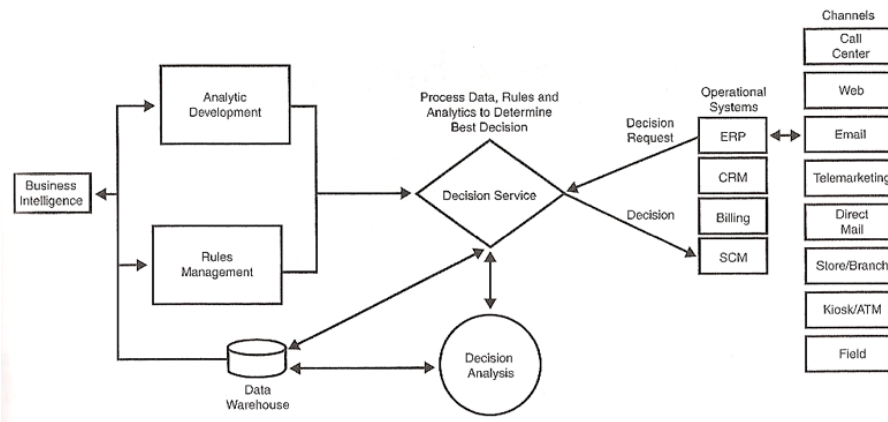 Channels
Call
Center
Web
Email
Telemarketing
Direct
Mail
Store/Branch
Kiosk/ATM
Field
Operational
Systems
ERP
CRM
Billing
SCM
Decision
Request
Decision
Process Data, Rules and
Analytics to Determine
Best Decision
Decision Service
Analytic
Development
Business
Intelligence
Rules
Management
Data
Warehouse
Decision
Analysis